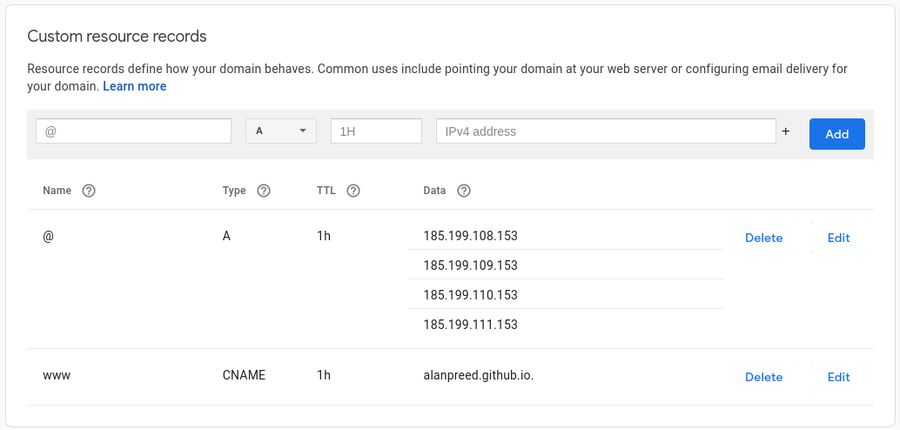 Custom resource records
Resource records define how your domain behaves. Common uses include pointing your domain at your web server or configuring email delivery for
your domain. Learn more
@ A 1H IPv4 address + Add
Name ? Type ? TTL ? Data ?
@ A 1h 185.199.108.153 Delete Edit
185.199.109.153
185.199.110.153
185.199.111.153
www CNAME 1h alanpreed.github.io. Delete Edit